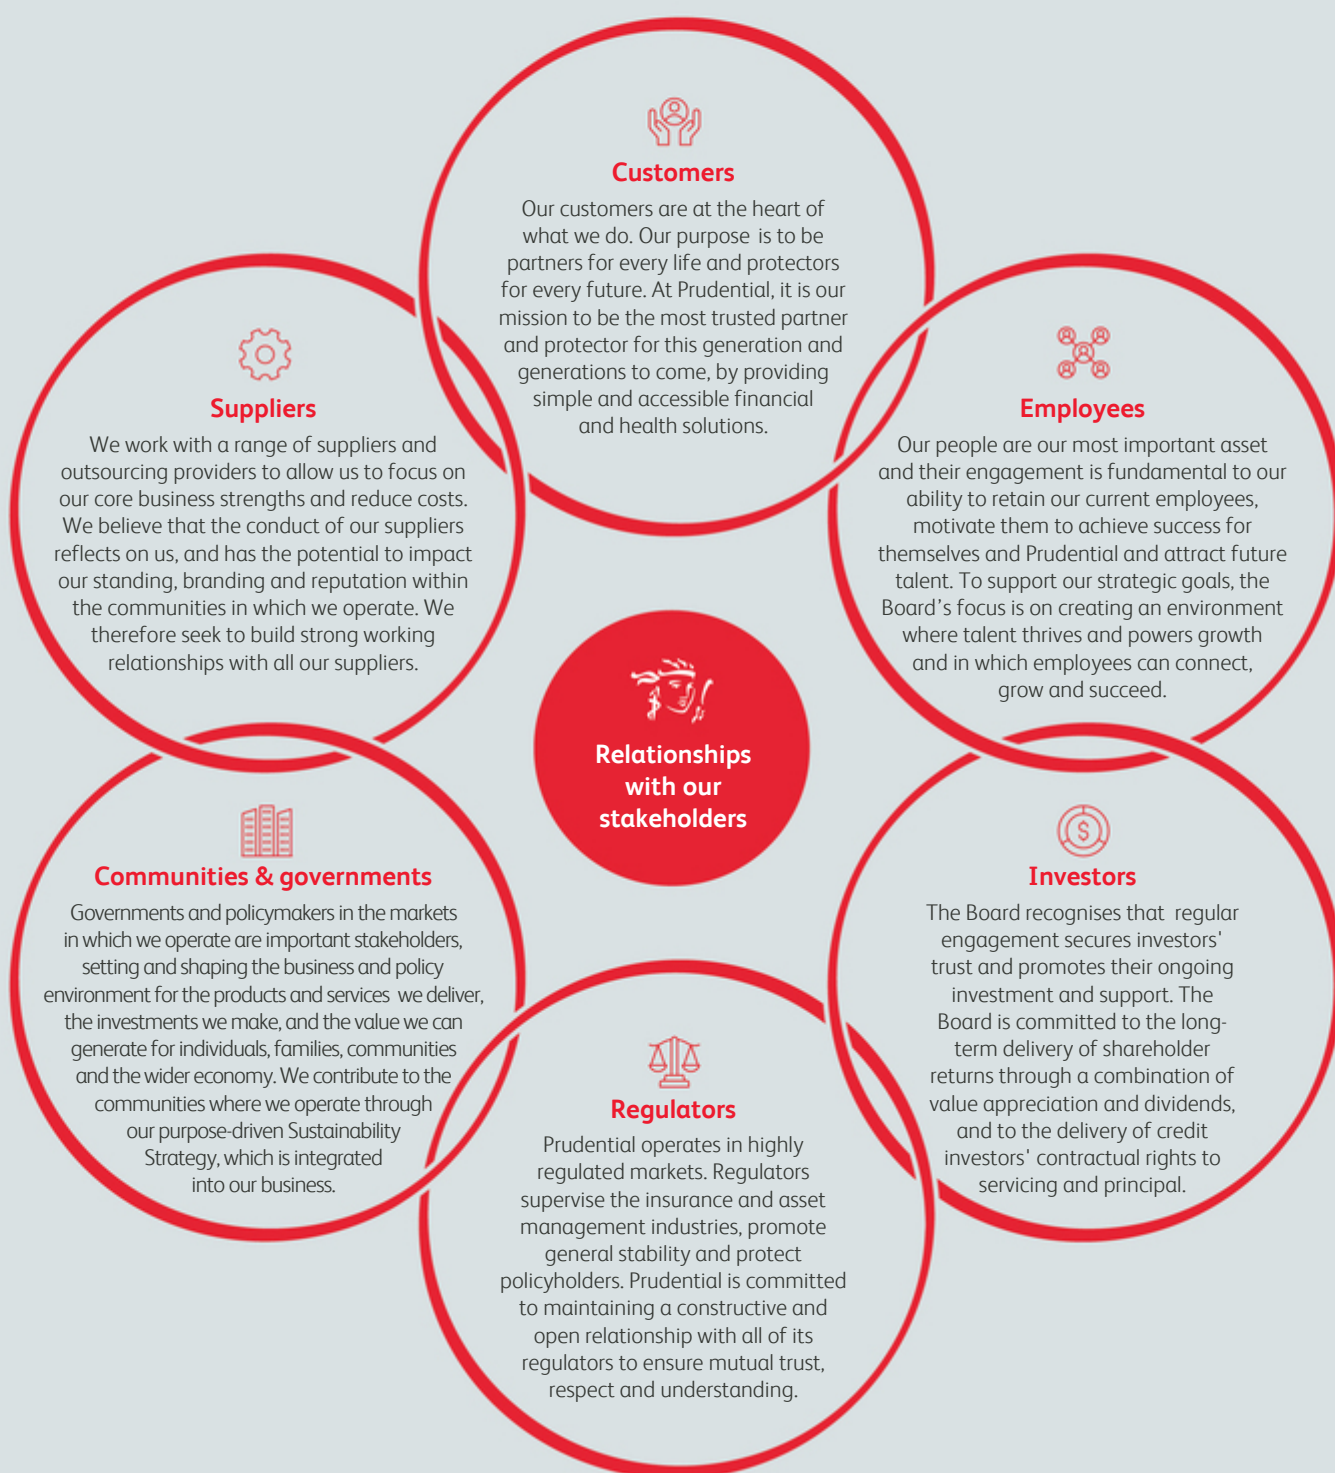 Customers
Our customers are at the heart of
what we do. Our purpose is to be
partners for every life and protectors
for every future. At Prudential, it is our
mission to be the most trusted partner
and protector for this generation and
generations to come, by providing
simple and accessible financial
and health solutions.
Suppliers
We work with a range of suppliers and
outsourcing providers to allow us to focus on
our core business strengths and reduce costs.
We believe that the conduct of our suppliers
reflects on us, and has the potential to impact
our standing, branding and reputation within
the communities in which we operate. We
therefore seek to build strong working
relationships with all our suppliers.
Employees
Our people are our most important asset
and their engagement is fundamental to our
ability to retain our current employees,
motivate them to achieve success for
themselves and Prudential and attract future
talent. To support our strategic goals, the
Board's focus is on creating an environment
where talent thrives and powers growth
and in which employees can connect,
grow and succeed.
Relationships
with our
stakeholders
Communities & governments
Governments and policymakers in the markets
in which we operate are important stakeholders,
setting and shaping the business and policy
environment for the products and services we deliver,
the investments we make, and the value we can
generate for individuals, families, communities
and the wider economy. We contribute to the
communities where we operate through
our purpose-driven Sustainability
Strategy, which is integrated
into our business.
Investors
The Board recognises that regular
engagement secures investors'
trust and promotes their ongoing
investment and support. The
Board is committed to the long-
term delivery of shareholder
returns through a combination of
value appreciation and dividends,
and to the delivery of credit
investors' contractual rights to
servicing and principal.
Regulators
Prudential operates in highly
regulated markets. Regulators
supervise the insurance and asset
management industries, promote
general stability and protect
policyholders. Prudential is committed
to maintaining a constructive and
open relationship with all of its
regulators to ensure mutual trust,
respect and understanding.